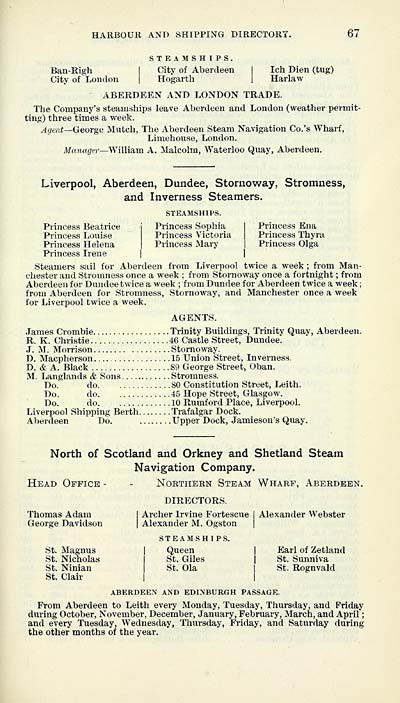 HARBOUR AND SHIPPING DIRECTORY. 67
STEAMSHIPS.
Ban-Righ City of Aberdeen Ich Dien (tug)
City of London Hogarth Harlaw
ABERDEEN AND LONDON TRADE.
The Company's steamships leave Aberdeen and London (weather permit-
ting) three times a week.
Agent—George Mutch, The Aberdeen Steam Navigation Co.'s Wharf,
Limehouse, London.
Manager—William A. Malcolm, Waterloo Quay, Aberdeen.
Liverpool, Aberdeen, Dundee, Stornoway, Stromness,
and Inverness Steamers.
STEAMSHIPS.
Princess Beatrice Princess Sophia Princess Ena
Princess Louise Princess Victoria Princess Thyra
Princess Helena Princess Mary Princess Olga
Princess Irene
Steamers sail for Aberdeen from Liverpool twice a week; from Man-
chester and Stromness once a week; from Stornoway once a fortnight; from
Aberdeen for Dundee twice a week; from Dundee for Aberdeen twice a week;
from Aberdeen for Stromness, Stornoway, and Manchester once a week
for Liverpool twice a week.
AGENTS.
James Crombie.................Trinity Buildings, Trinity Quay, Aberdeen.
R. K. Christie..................46 Castle Street, Dundee.
J. M. Morrison..................Stornoway.
D. Macpherson..................15 Union Street, Inverness.
D. & A. Black ..................89 George Street, Oban.
M. Langlands & Sons...........Stromness.
Do. do. ............80 Constitution Street, Leith.
Do. do. ............45 Hope Street, Glasgow.
Do. do. ............10 Rumford Place, Liverpool.
Liverpool Shipping Berth.......Trafalgar Dock.
Aberdeen Do. ........Upper Dock, Jamieson's Quay.
North of Scotland and Orkney and Shetland Steam
Navigation Company.
HEAD OFFICE - - NORTHERN STEAM WHARF, ABERDEEN.
DIRECTORS.
Thomas Adam Archer Irvine Fortescue Alexander Webster
George Davidson Alexander M. Ogston
STEAMSHIPS.
St. Magnus Queen Earl of Zetland
St. Nicholas St. Giles St. Sunniva
St. Ninian St. Ola St. Rognvald
St. Clair
ABERDEEN AND EDINBURGH PASSAGE.
From Aberdeen to Leith every Monday, Tuesday, Thursday, and Friday
during October, November, December, January, February, March, and April;
and every Tuesday, Wednesday, Thursday, Friday, and Saturday during
the other months of the year.